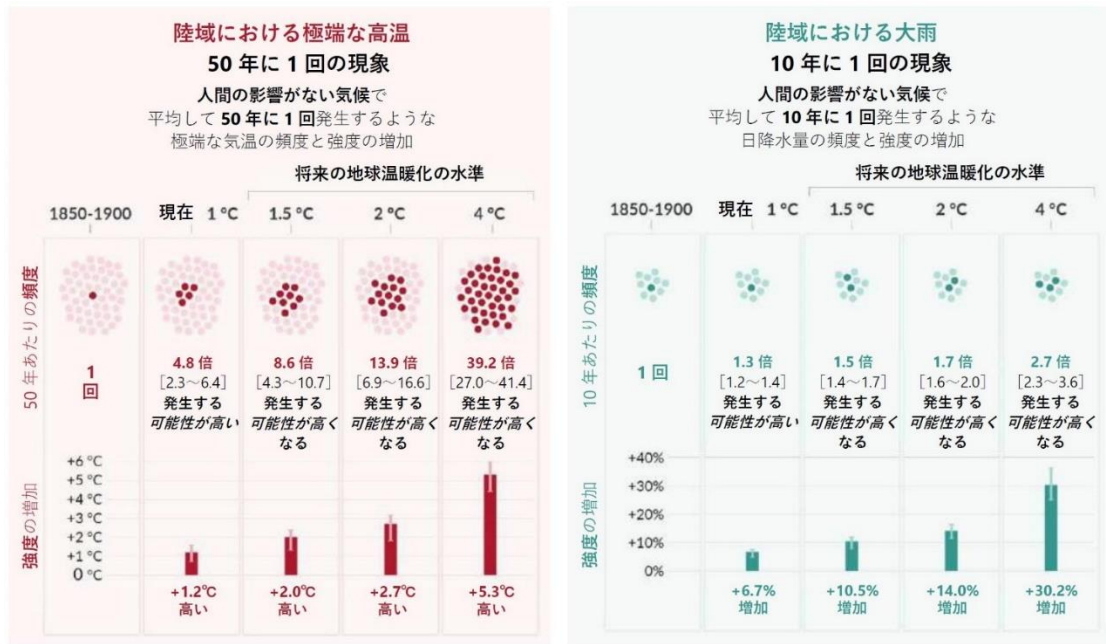 陸域における極端な高温
50 年に 1 回の現象
人間の影響がない気候で
平均して 50 年に 1 回発生するような
極端な気温の頻度と強度の増加
将来の地球温暖化の水準
1850-1900 現在 1 °C 1.5 °C 2 °C 4 °C
50 年あたりの頻度
1
回
4.8 倍
[2.3～6.4]
発生する
可能性が高い
8.6 倍
[4.3～10.7]
発生する
可能性が高く
なる
13.9 倍
[6.9～16.6]
発生する
可能性が高く
なる
39.2 倍
[27.0～41.4]
発生する
可能性が高く
なる
強度の増加
+6 °C
+5 °C
+4 °C
+3 °C
+2 °C
+1 °C
0 °C
+1.2℃
高い
+2.0℃
高い
+2.7℃
高い
+5.3℃
高い
陸域における大雨
10 年に 1 回の現象
人間の影響がない気候で
平均して 10 年に 1 回発生するような
日降水量の頻度と強度の増加
将来の地球温暖化の水準
1850-1900 現在 1 °C 1.5 °C 2 °C 4 °C
10 年あたりの頻度
1 回
1.3 倍
[1.2～1.4]
発生する
可能性が高い
1.5 倍
[1.4～1.7]
発生する
可能性が高く
なる
1.7 倍
[1.6～2.0]
発生する
可能性が高く
なる
2.7 倍
[2.3～3.6]
発生する
可能性が高く
なる
強度の増加
+40%
+30%
+20%
+10%
0%
+6.7%
増加
+10.5%
増加
+14.0%
増加
+30.2%
増加